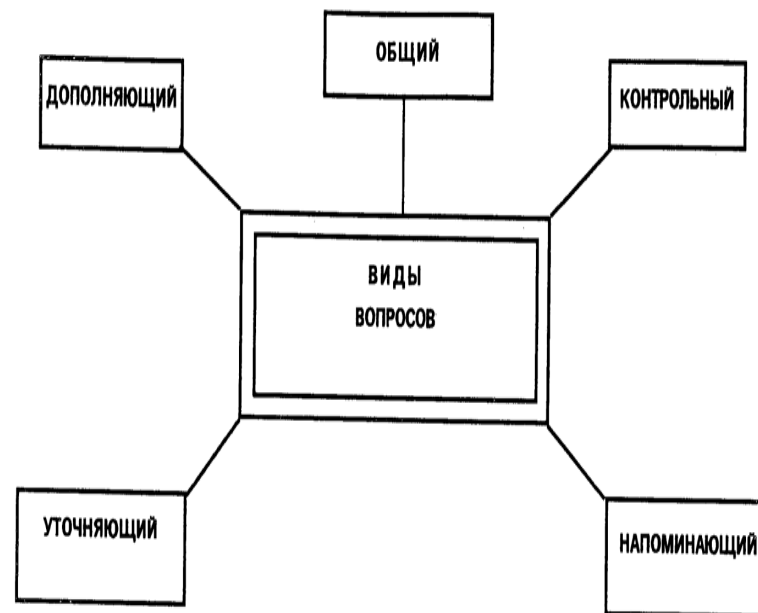 ОБЩИЙ
ДОПОЛНЯЮЩИЙ
КОНТРОЛЬНЫЙ
ВИДЫ
ВОПРОСОВ
УТОЧНЯЮЩИЙ
НАПОМИНАЮЩИЙ